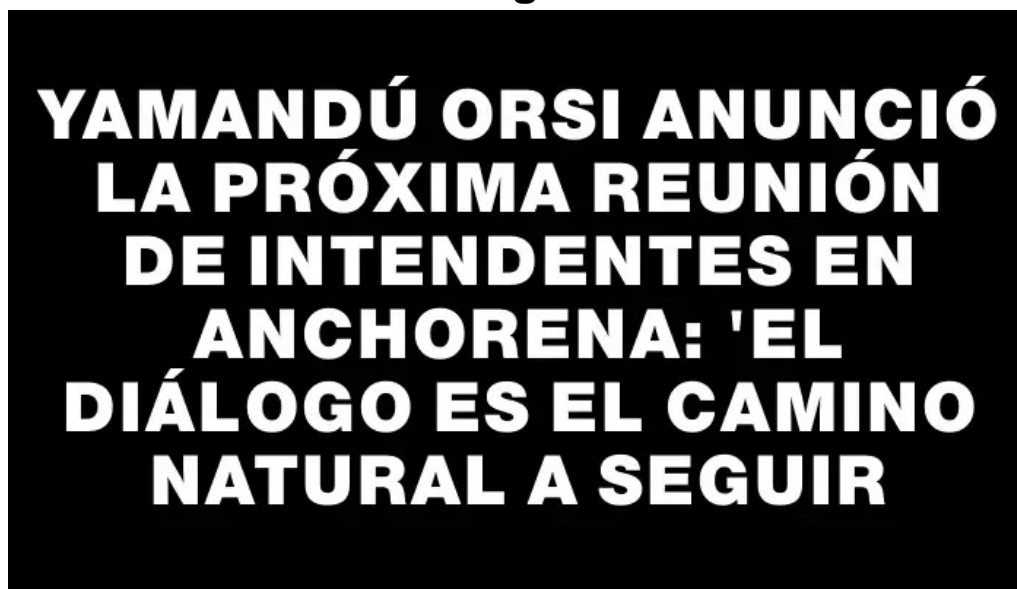 YAMANDÚ ORSI ANUNCIÓ
LA PRÓXIMA REUNIÓN
DE INTENDENTES EN
ANCHORENA: 'EL
DIÁLOGO ES EL CAMINO
NATURAL A SEGUIR